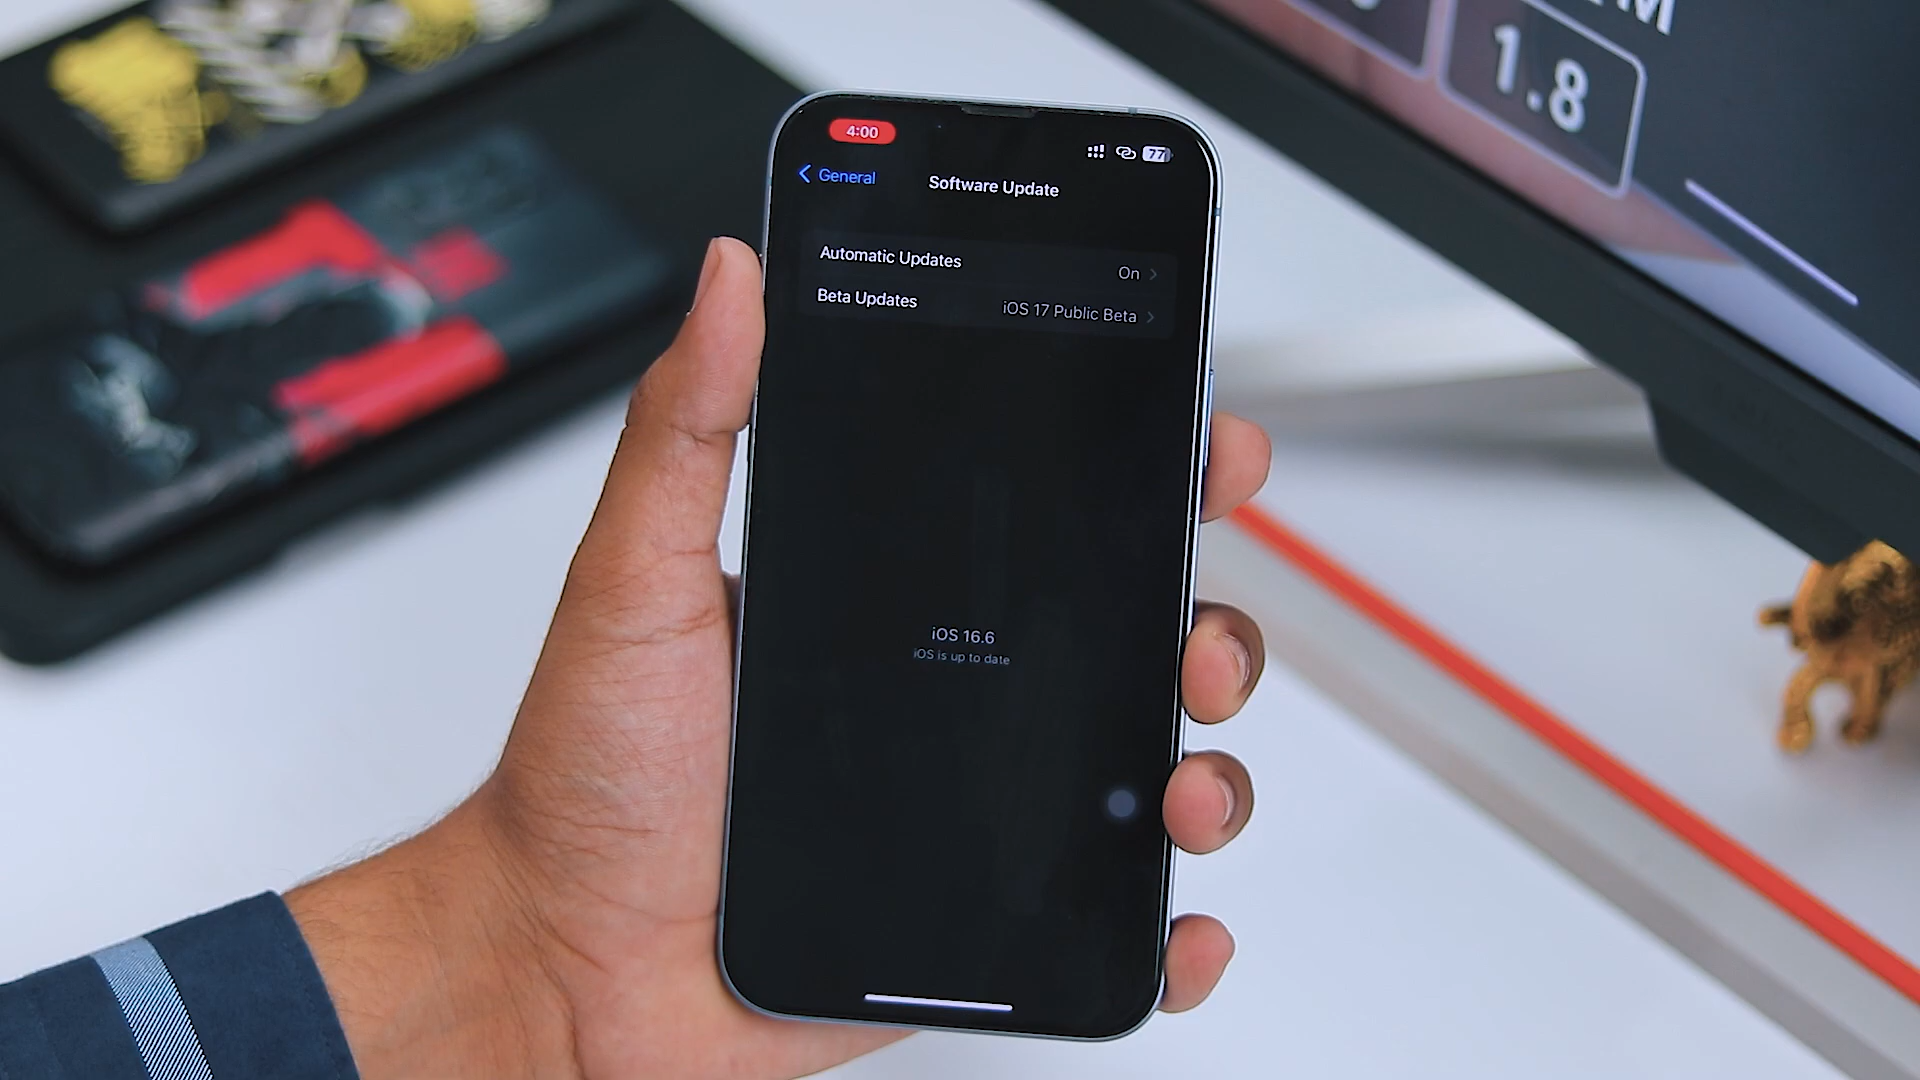 4:00
77
General
Software Update
Automatic Updates
On
Beta Updates
iOS 17 Public Beta
iOS 16.6
iOS is up to date
1.8